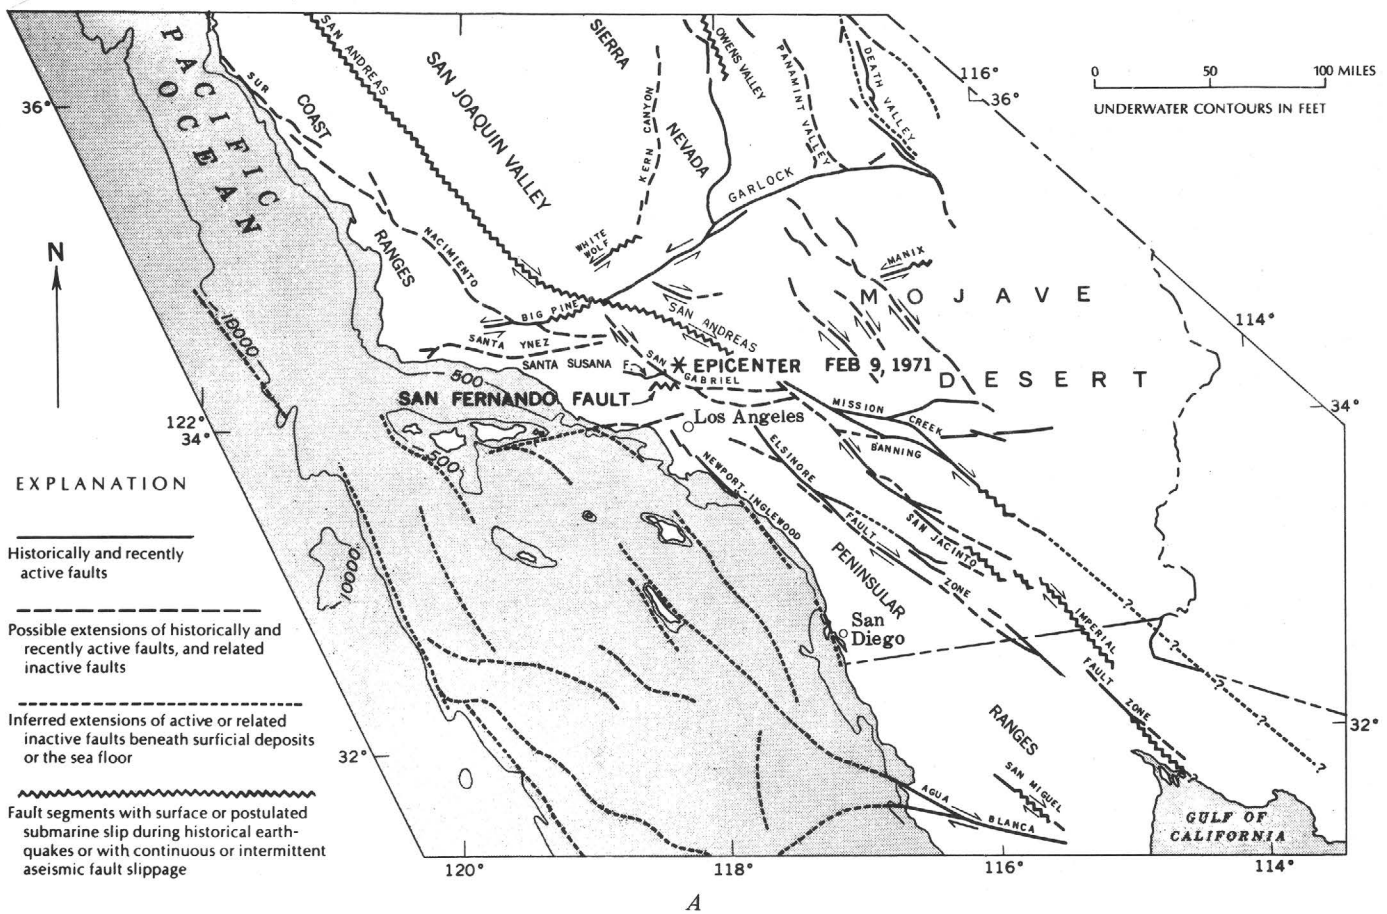 PACIFIC
OCEAN
SUR
COAST
RANGES
SAN ANDREAS
SAN JOAQUIN VALLEY
SIERRA
NEVADA
KERN CANYON
OWENS VALLEY
PANAMINT VALLEY
DEATH VALLEY
116°
36°
0 50 100 MILES
UNDERWATER CONTOURS IN FEET
36°
GARLOCK
WHITE
WOLF
NACIMIENTO
MANIX
MOJAVE
DESERT
N
10000
BIG PINE
SAN ANDREAS
SANTA YNEZ
SANTA SUSANA F.
SAN
GABRIEL
EPICENTER FEB 9, 1971
SAN FERNANDO FAULT
500
114°
34°
122°
34°
500
Los Angeles
MISSION
CREEK
BANNING
NEWPORT-INGLEWOOD
ELSINORE
FAULT
ZONE
SAN JACINTO
PENINSULAR
RANGES
10000
San
Diego
IMPERIAL
FAULT
ZONE
?
?
?
?
?
32°
32°
AGUA
BLANCA
SAN MIGUEL
GULF OF
CALIFORNIA
120°
118°
116°
114°
EXPLANATION
Historically and recently
active faults
Possible extensions of historically and
recently active faults, and related
inactive faults
Inferred extensions of active or related
inactive faults beneath surficial deposits
or the sea floor
Fault segments with surface or postulated
submarine slip during historical earth-
quakes or with continuous or intermittent
aseismic fault slippage
A